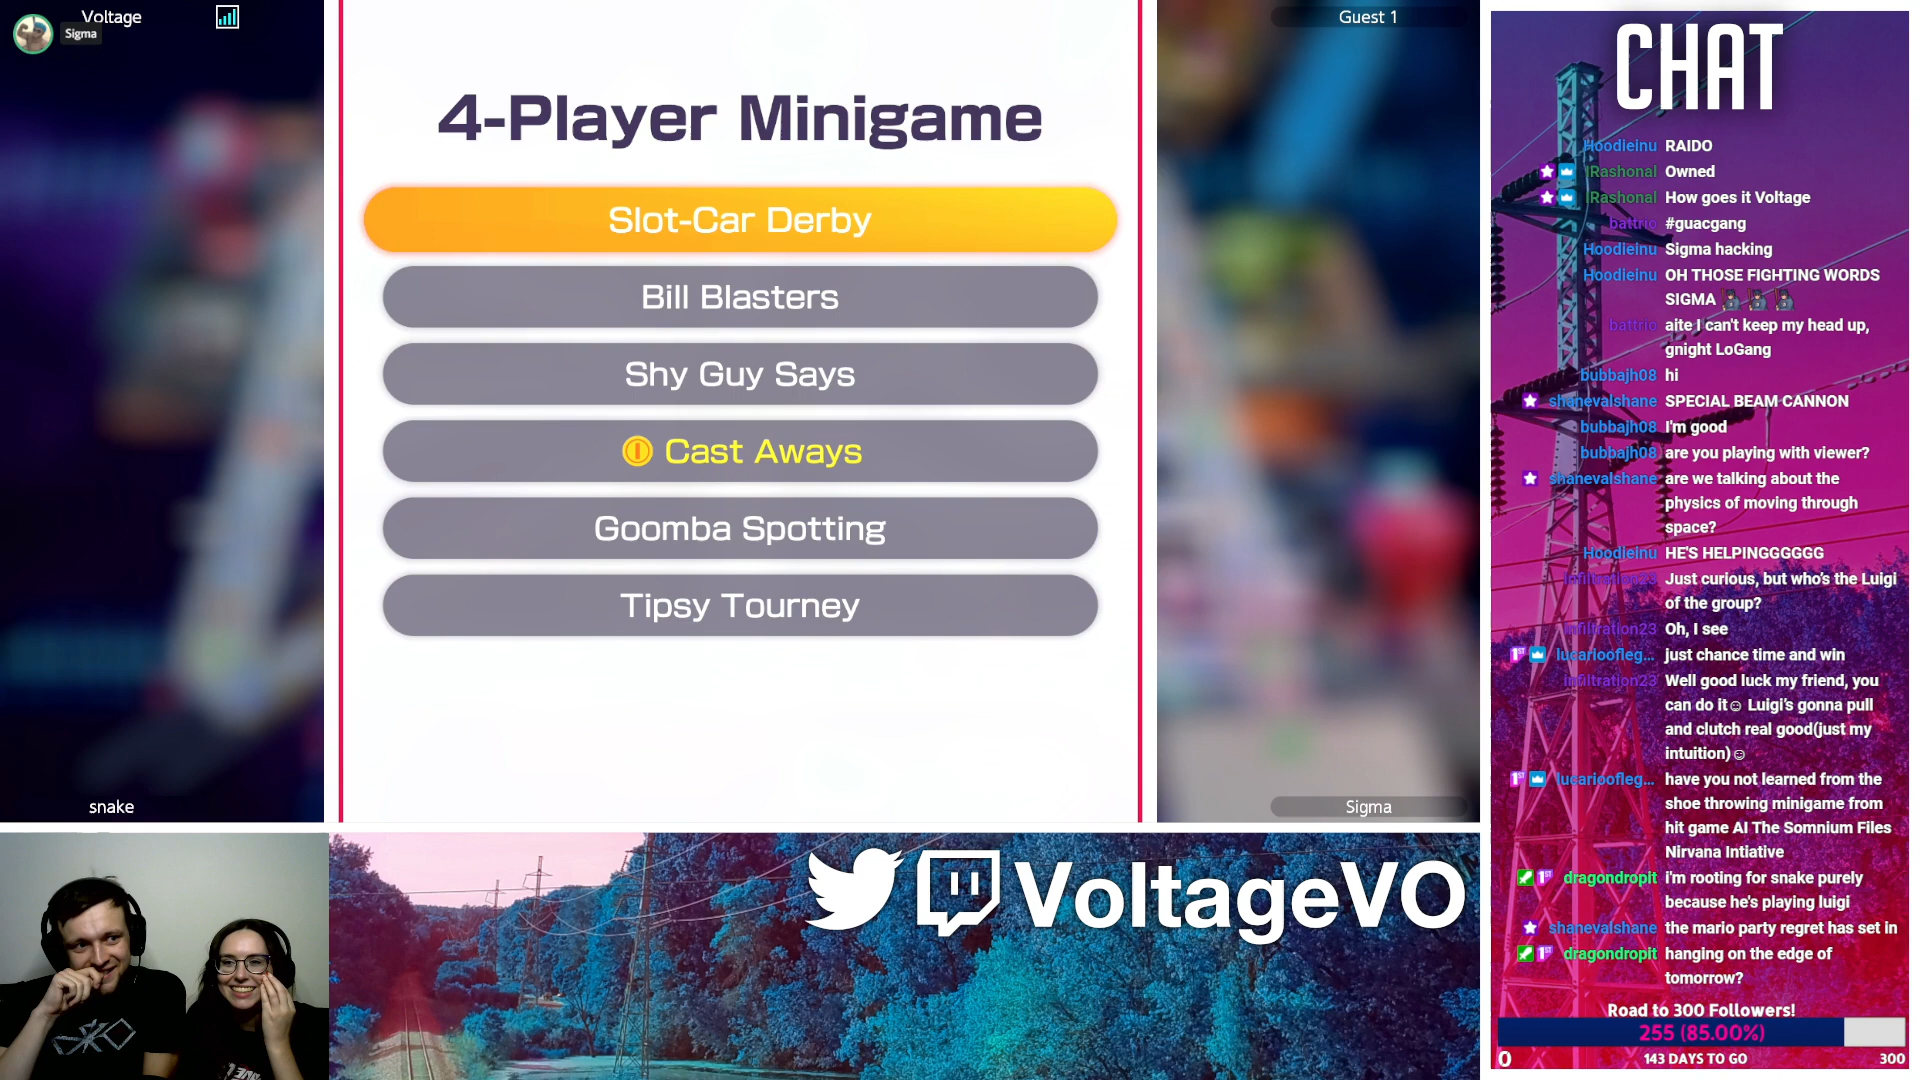 Voltage
Sigma
Guest 1
4-Player Minigame
Slot-Car Derby
Bill Blasters
Shy Guy Says
Cast Aways
Goomba Spotting
Tipsy Tourney
snake
Sigma
VoltageVO
CHAT
Hoodieinu RAIDO
IRashonal Owned
IRashonal How goes it Voltage
battrio #guacgang
Hoodieinu Sigma hacking
Hoodieinu OH THOSE FIGHTING WORDS
SIGMA
battrio aite I can't keep my head up,
gnight LoGang
bubbajh08 hi
shanevalshane SPECIAL BEAM CANNON
bubbajh08 I'm good
bubbajh08 are you playing with viewer?
shanevalshane are we talking about the
physics of moving through
space?
Hoodieinu HE'S HELPINGGGGGG
infiltration23 Just curious, but who's the Luigi
of the group?
infiltration23 Oh, I see
lucarioofleg... just chance time and win
infiltration23 Well good luck my friend, you
can do it☺ Luigi's gonna pull
and clutch real good(just my
intuition)☺
lucarioofleg... have you not learned from the
shoe throwing minigame from
hit game AI The Somnium Files
Nirvana Intiative
dragondropit i'm rooting for snake purely
because he's playing luigi
shanevalshane the mario party regret has set in
dragondropit hanging on the edge of
tomorrow?
Road to 300 Followers!
255 (85.00%)
0 143 DAYS TO GO 300